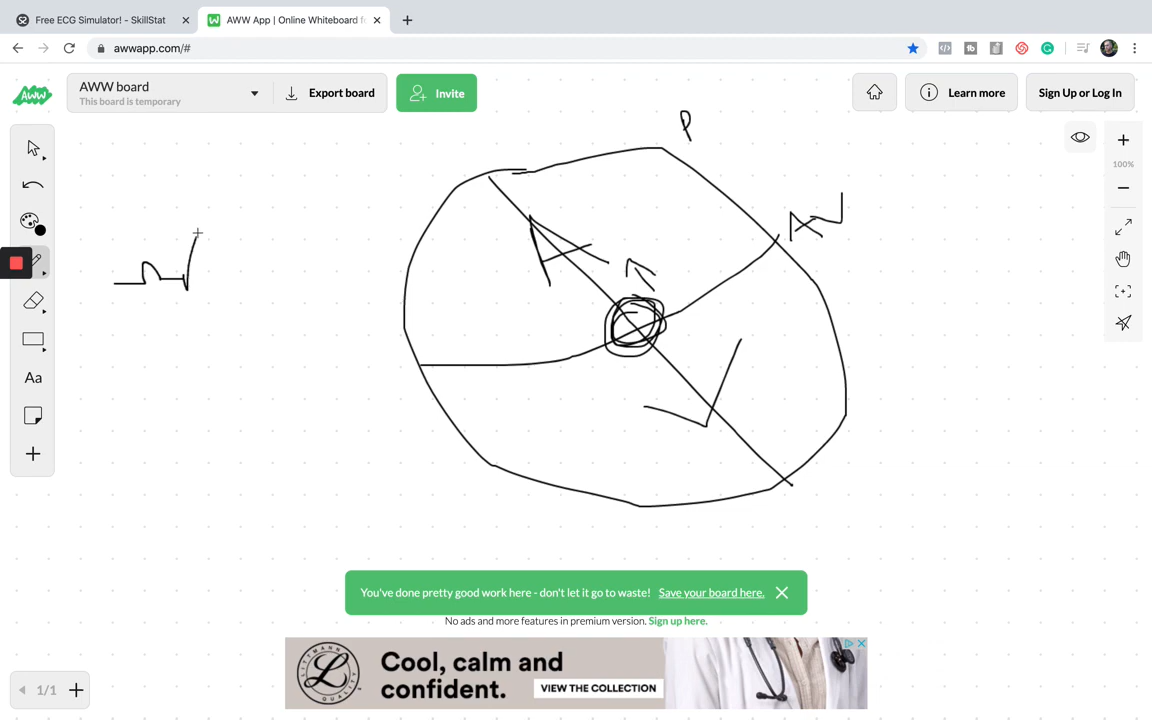 Free ECG Simulator! - SkillStat
AWW App | Online Whiteboard f
awwapp.com/#
AWW
AWW board
This board is temporary
Export board
Invite
Learn more
Sign Up or Log In
100%
P
A
V
Aa
You've done pretty good work here - don't let it go to waste! Save your board here.
No ads and more features in premium version. Sign up here.
LITTMANN
QUALITY
L
Cool, calm and
confident.
VIEW THE COLLECTION
1/1